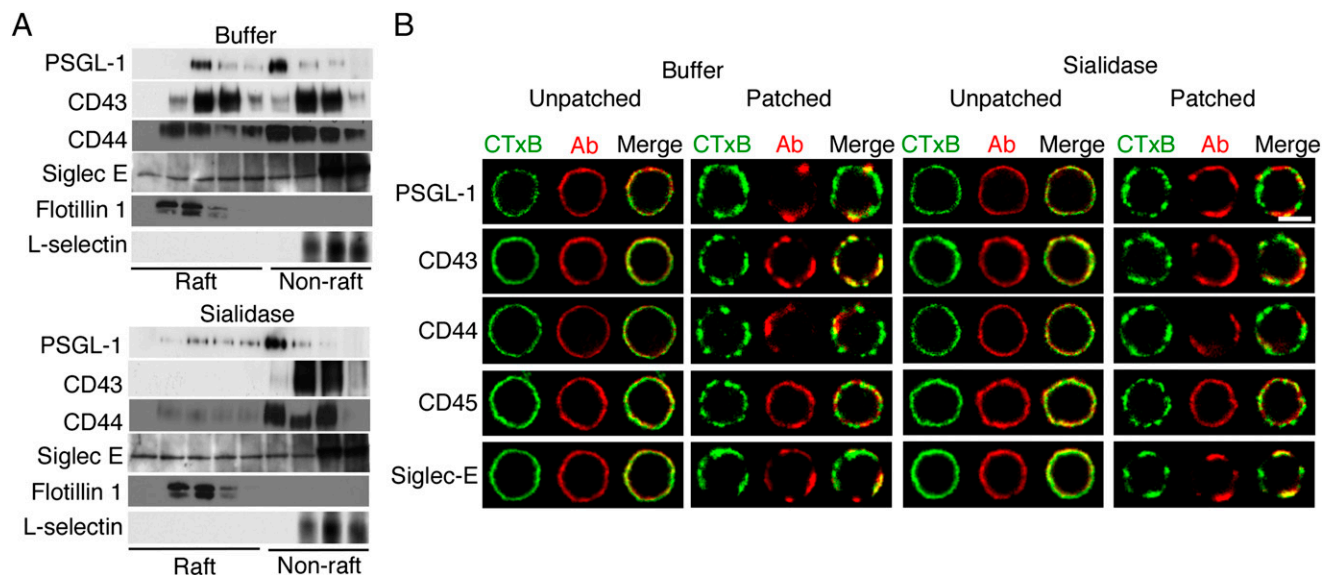 A
Buffer
PSGL-1
CD43
CD44
Siglec E
Flotillin 1
L-selectin
Raft Non-raft
Sialidase
PSGL-1
CD43
CD44
Siglec E
Flotillin 1
L-selectin
Raft Non-raft
B
Buffer Sialidase
Unpatched Patched Unpatched Patched
CTxB Ab Merge CTxB Ab Merge CTxB Ab Merge CTxB Ab Merge
PSGL-1
CD43
CD44
CD45
Siglec-E